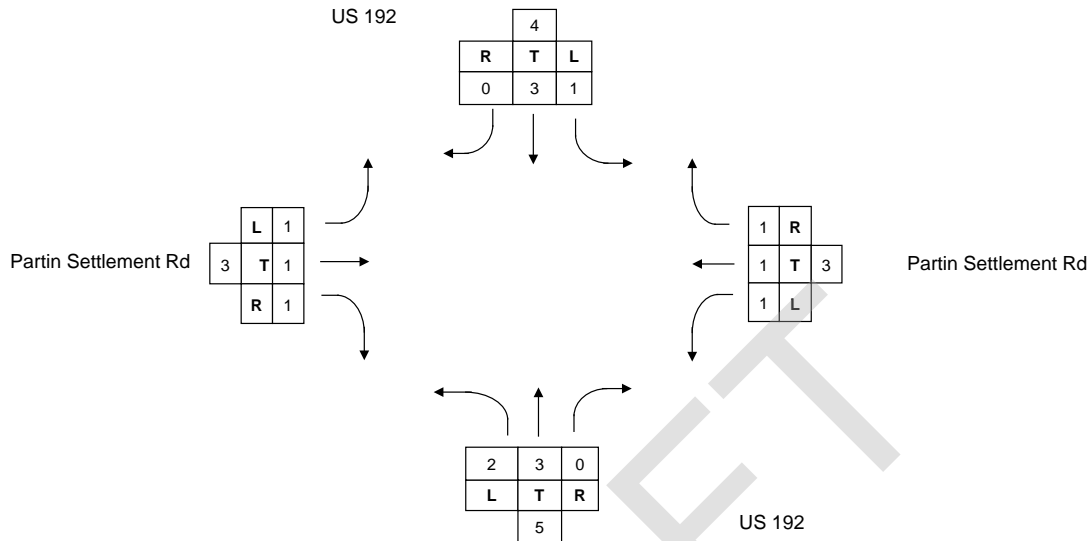 US 192
4
R T L
0 3 1
L 1
Partin Settlement Rd 3 T 1
R 1
1 R
1 T 3 Partin Settlement Rd
1 L
2 3 0
L T R
5
US 192